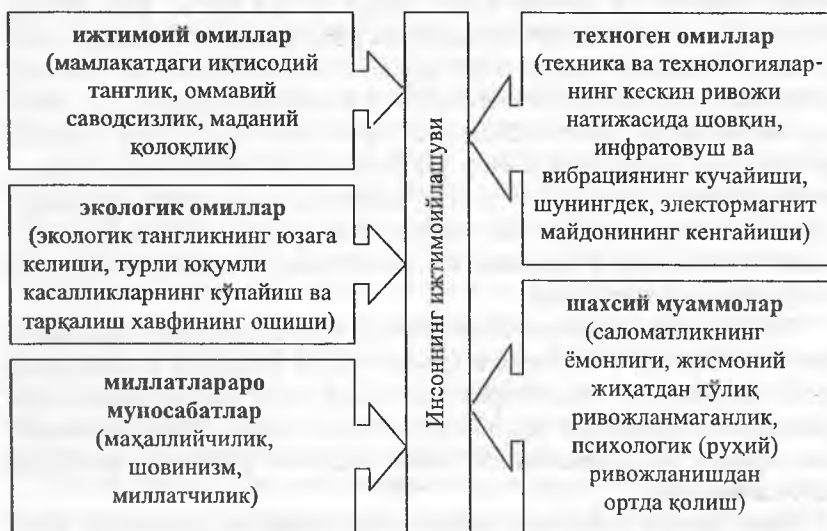 ижтимоий омиллар
(мамлакатдаги иқтисодий
танглик, оммавий
саводсизлик, маданий
қолоқлик)
экологик омиллар
(экологик тангликнинг юзага
келиши, турли юқумли
касалликларнинг кўпайиш ва
тарқалиш хавфининг ошиши)
миллатлараро
муносабатлар
(маҳаллийчилик,
шовинизм,
миллатчилик)
Инсоннинг ижтимоийлашуви
техноген омиллар
(техника ва технологиялар-
нинг кескин ривожи
натижасида шовқин,
инфратовуш ва
вибрациянинг кучайиши,
шунингдек, электормагнит
майдонининг кенгайиши)
шахсий муаммолар
(саломатликнинг
ёмонлиги, жисмоний
жиҳатдан тўлиқ
ривожланмаганлик,
психологик (руҳий)
ривожланишдан
ортда қолиш)